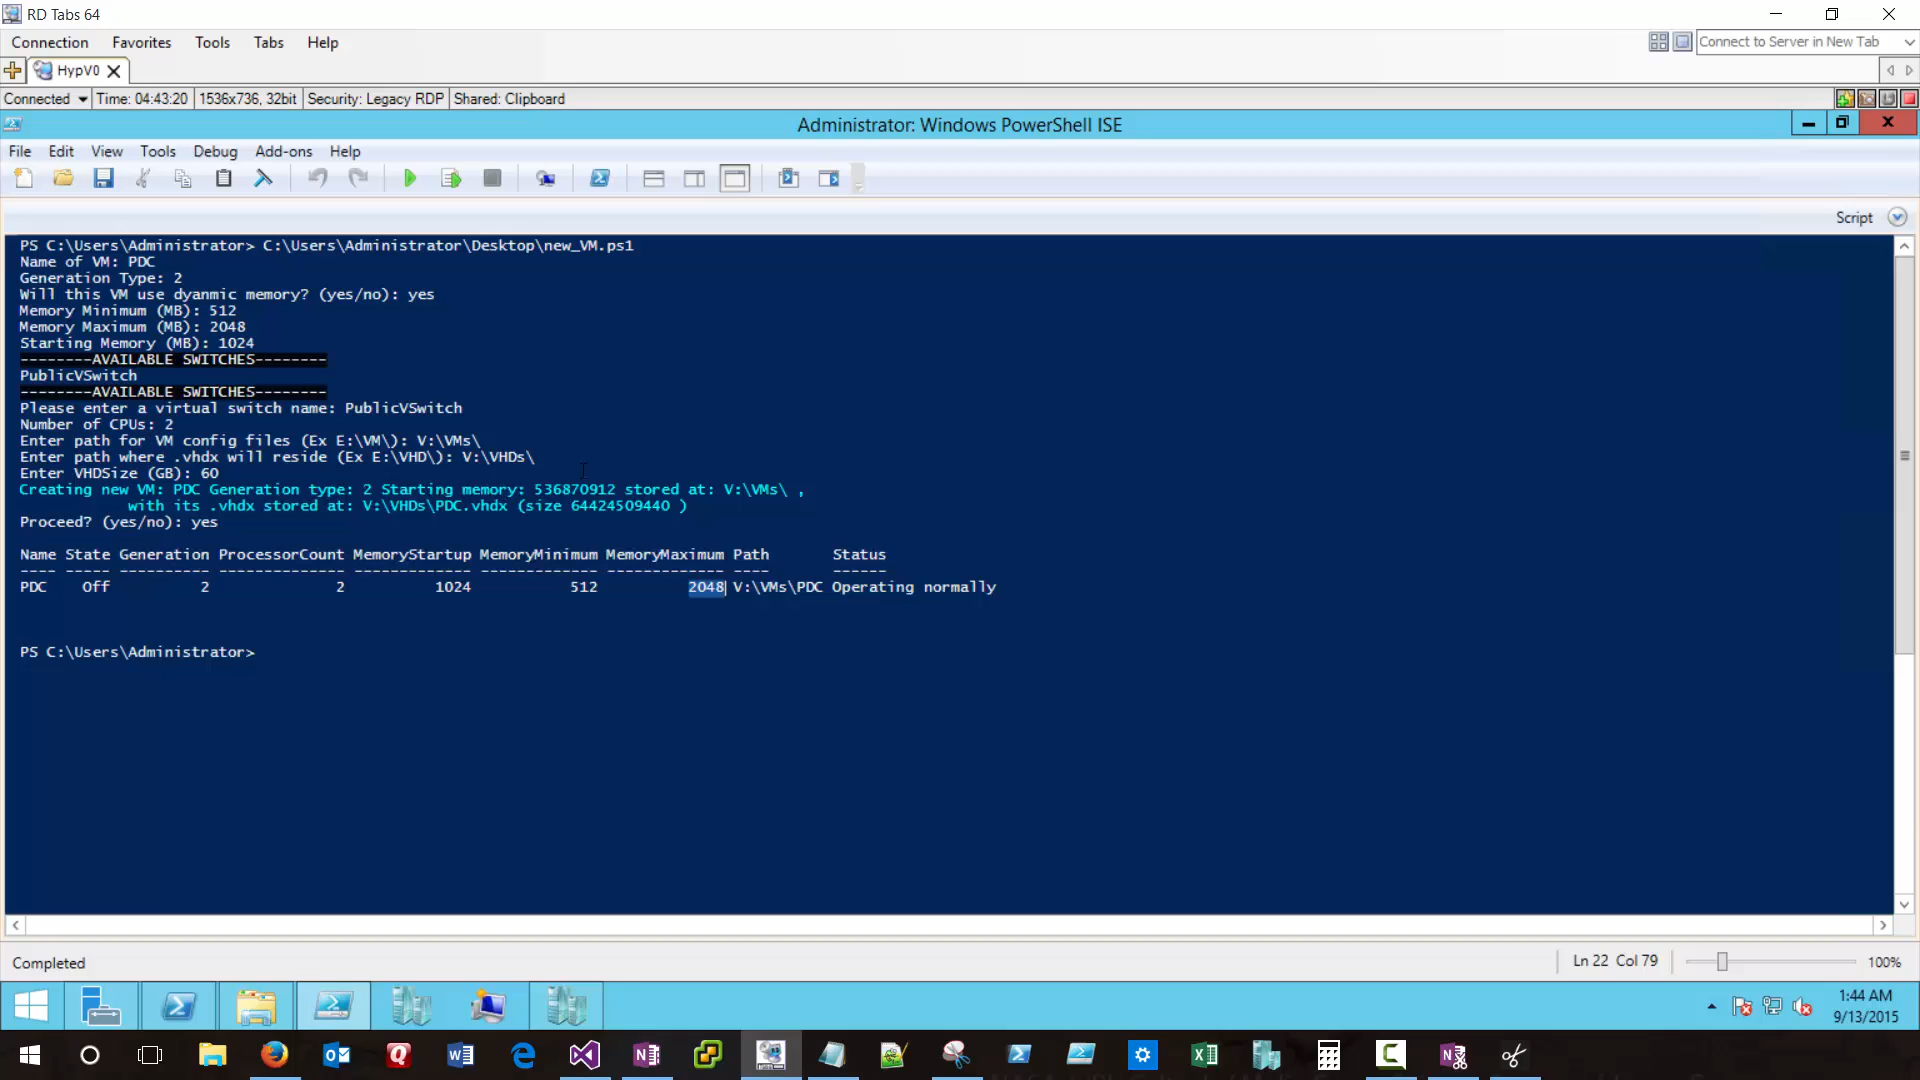 RD Tabs 64
Connection Favorites Tools Tabs Help
Connect to Server in New Tab
HypV0
Connected Time: 04:43:20 1536x736, 32bit Security: Legacy RDP Shared: Clipboard
Administrator: Windows PowerShell ISE
File Edit View Tools Debug Add-ons Help
Script
PS C:\Users\Administrator> C:\Users\Administrator\Desktop\new_VM.ps1
Name of VM: PDC
Generation Type: 2
Will this VM use dyanmic memory? (yes/no): yes
Memory Minimum (MB): 512
Memory Maximum (MB): 2048
Starting Memory (MB): 1024
--------AVAILABLE SWITCHES--------
PublicVSwitch
--------AVAILABLE SWITCHES--------
Please enter a virtual switch name: PublicVSwitch
Number of CPUs: 2
Enter path for VM config files (Ex E:\VM\): V:\VMs\
Enter path where .vhdx will reside (Ex E:\VHD\): V:\VHDs\
Enter VHDSize (GB): 60
Creating new VM: PDC Generation type: 2 Starting memory: 536870912 stored at: V:\VMs\ ,
with its .vhdx stored at: V:\VHDs\PDC.vhdx (size 64424509440 )
Proceed? (yes/no): yes
Name State Generation ProcessorCount MemoryStartup MemoryMinimum MemoryMaximum Path Status
---- ----- ---------- -------------- ------------- ------------- ------------- ---- ------
PDC Off 2 2 1024 512 2048 V:\VMs\PDC Operating normally
PS C:\Users\Administrator>
Completed
Ln 22 Col 79
100%
1:44 AM
9/13/2015